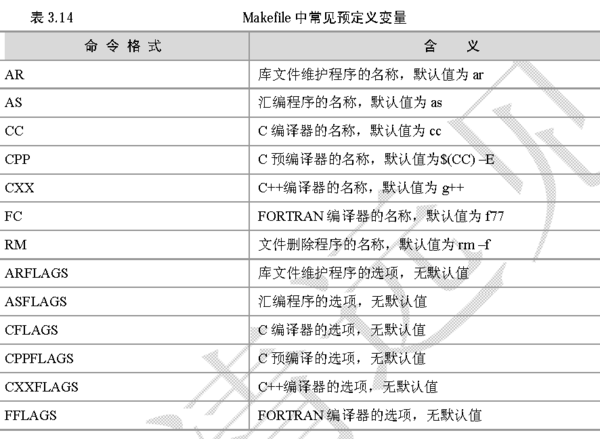 表 3.14 Makefile 中常见预定义变量
命 令 格 式 含 义
AR 库文件维护程序的名称，默认值为 ar
AS 汇编程序的名称，默认值为 as
CC C 编译器的名称，默认值为 cc
CPP C 预编译器的名称，默认值为$(CC) –E
CXX C++编译器的名称，默认值为 g++
FC FORTRAN 编译器的名称，默认值为 f77
RM 文件删除程序的名称，默认值为 rm –f
ARFLAGS 库文件维护程序的选项，无默认值
ASFLAGS 汇编程序的选项，无默认值
CFLAGS C 编译器的选项，无默认值
CPPFLAGS C 预编译的选项，无默认值
CXXFLAGS C++编译器的选项，无默认值
FFLAGS FORTRAN 编译器的选项，无默认值